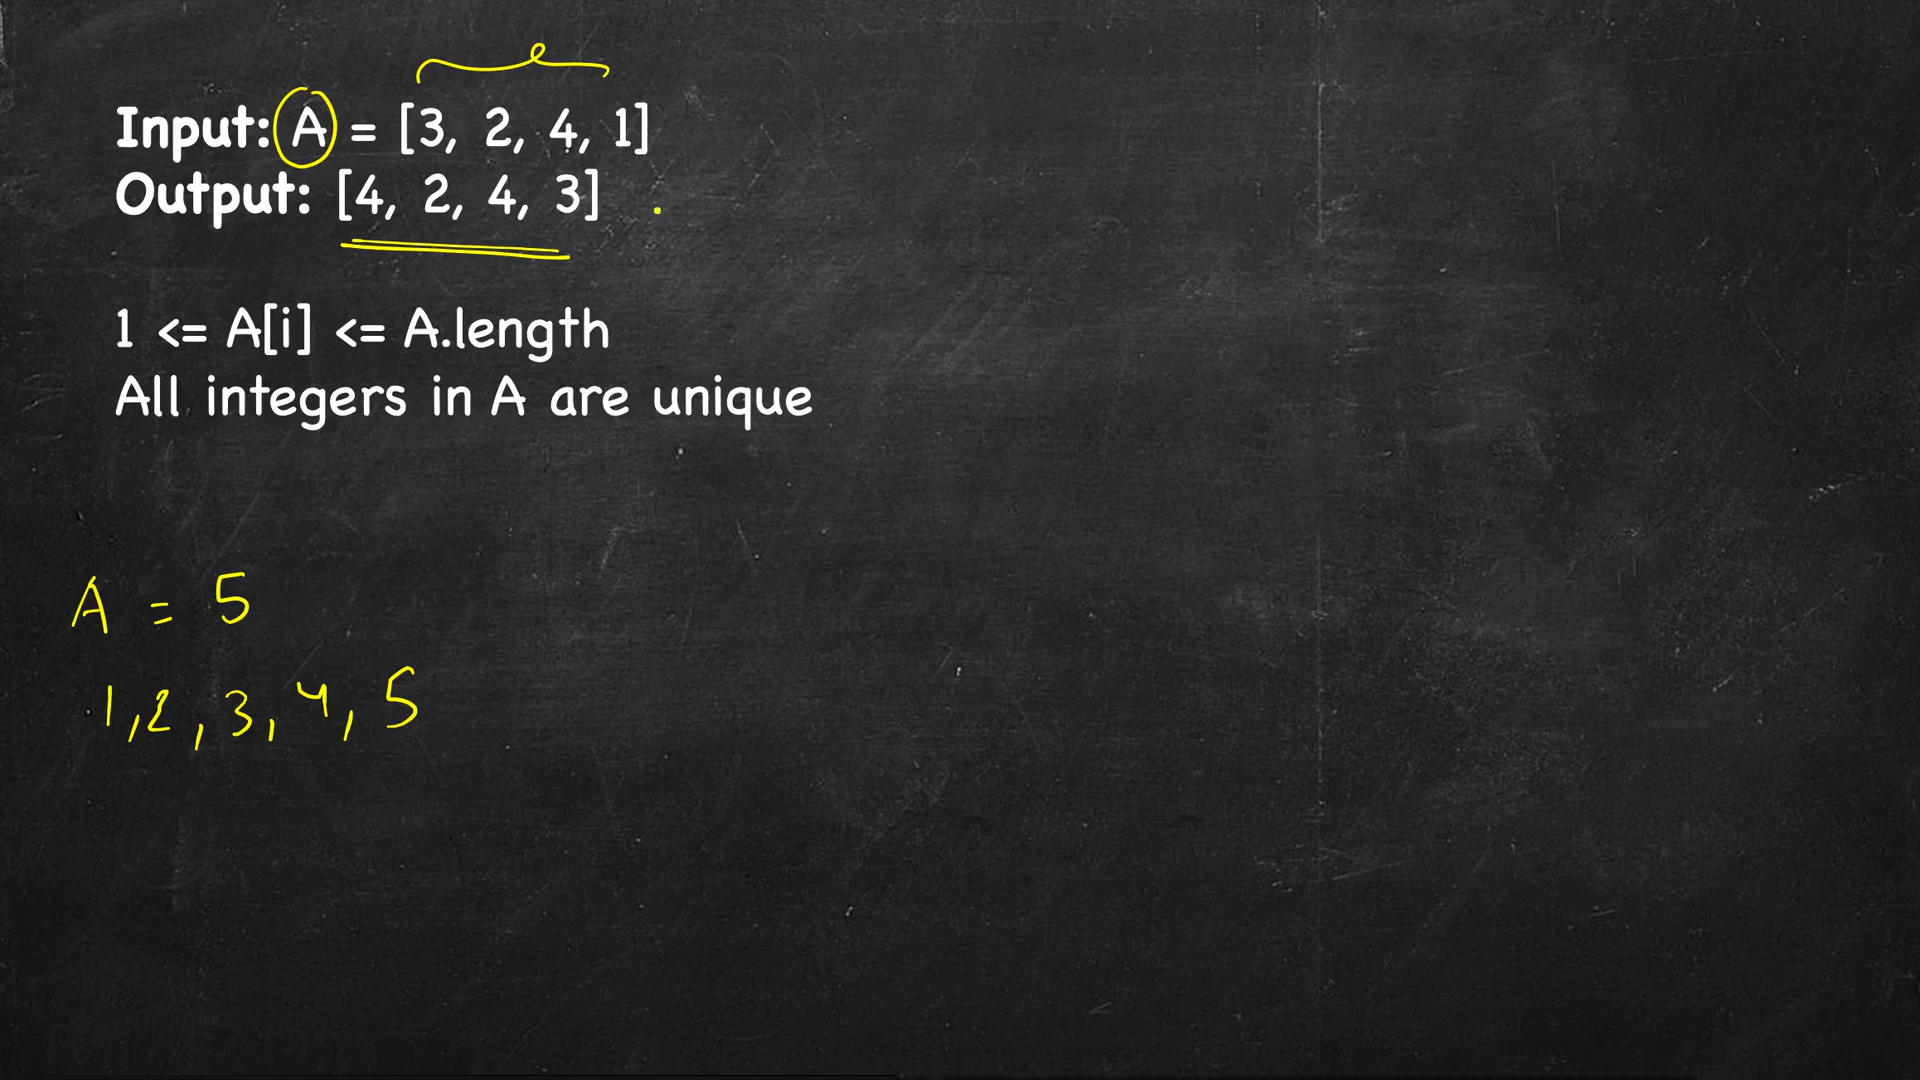 Input: A = [3, 2, 4, 1]
Output: [4, 2, 4, 3] .
1 <= A[i] <= A.length
All integers in A are unique
A = 5
1, 2, 3, 4, 5